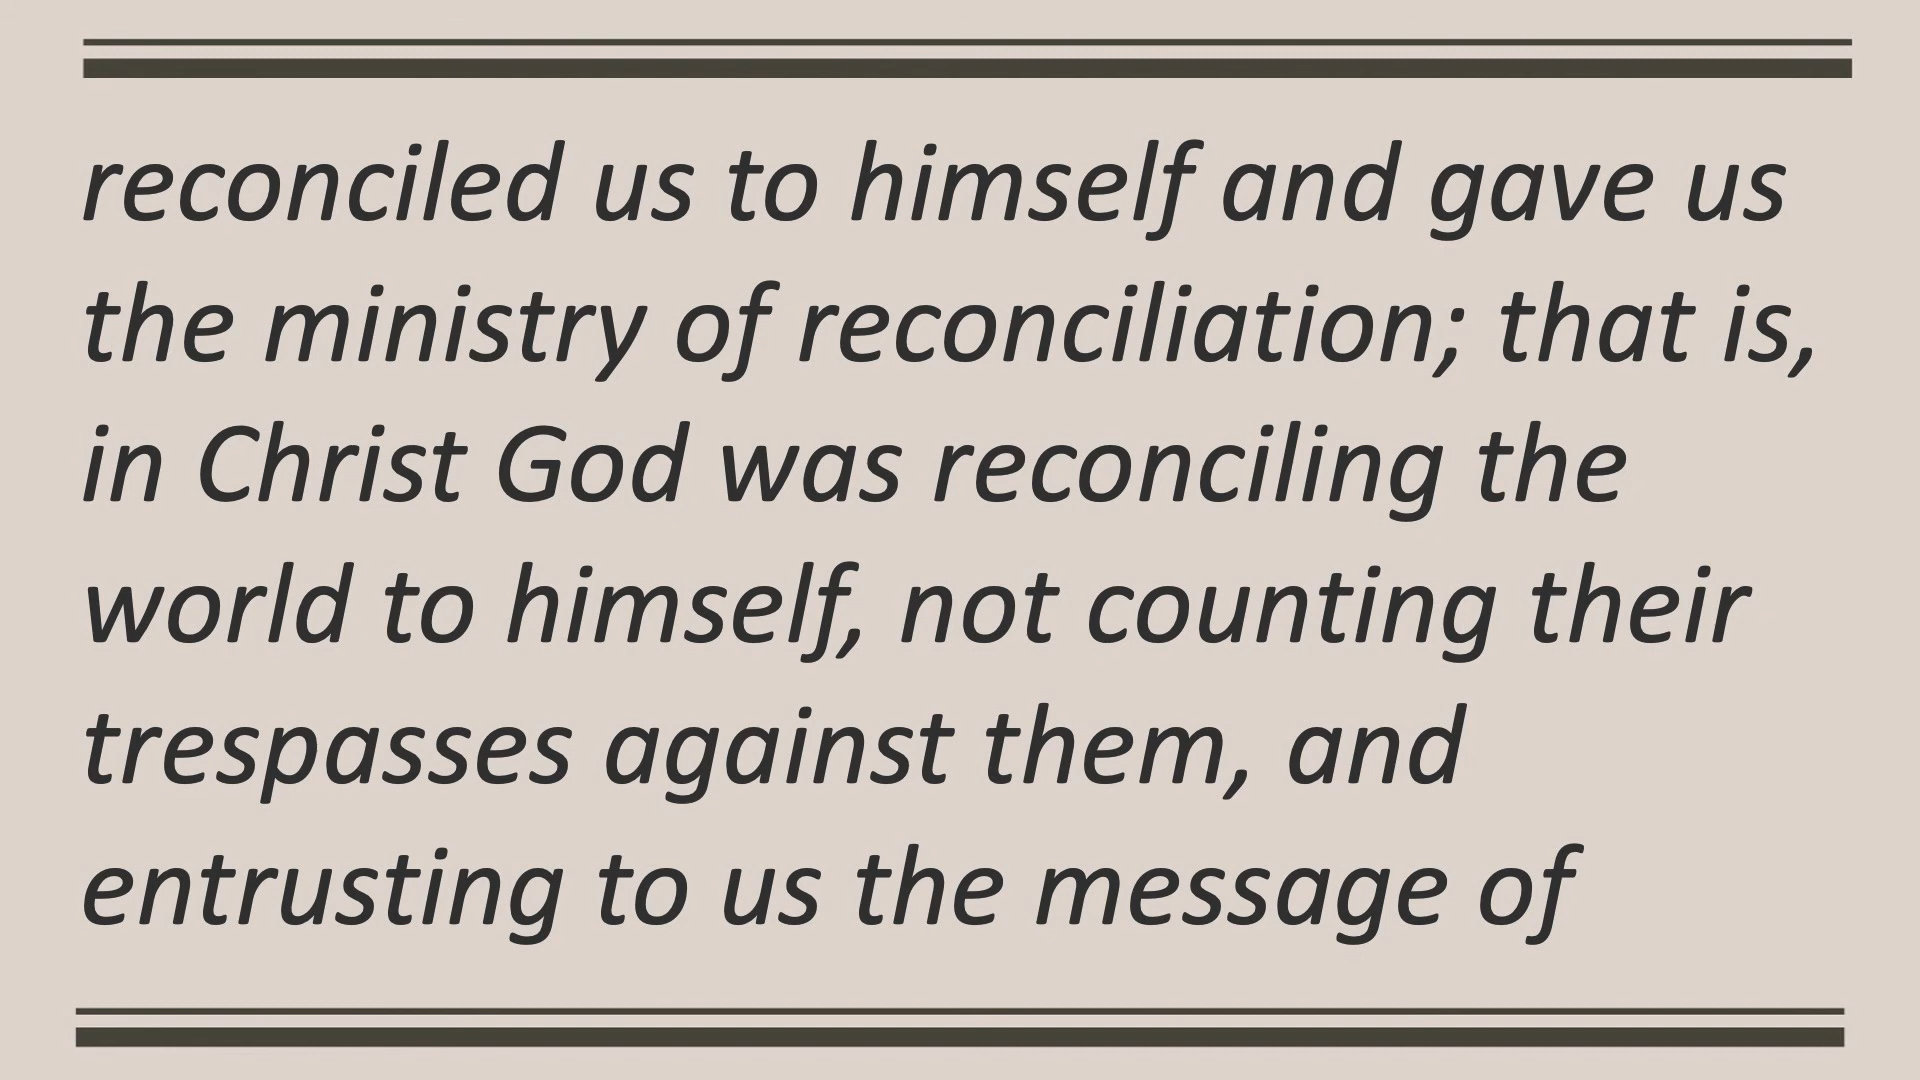 reconciled us to himself and gave us
the ministry of reconciliation; that is,
in Christ God was reconciling the
world to himself, not counting their
trespasses against them, and
entrusting to us the message of